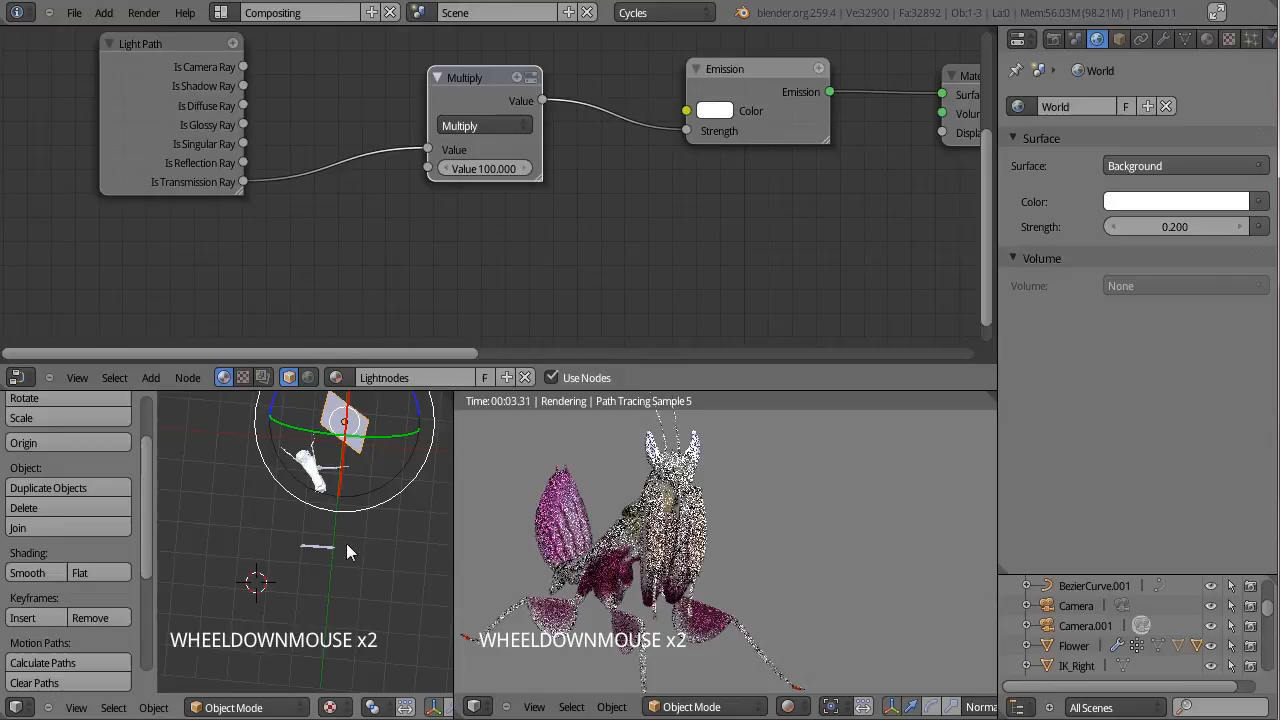 File Add Render Help Compositing Scene Cycles blender.org 259.4 | Ve:32900 | Fa:32892 | Ob:1-3 | La:0 | Mem:56.03M (98.21M) | Plane.011
Light Path
Is Camera Ray
Is Shadow Ray
Is Diffuse Ray
Is Glossy Ray
Is Singular Ray
Is Reflection Ray
Is Transmission Ray
Multiply
Value
Multiply
Value
Value 100.000
Emission
Emission
Color
Strength
Mate
Surfa
Volum
Displa
World
World F
Surface
Surface: Background
Color:
Strength: 0.200
Volume
Volume: None
View Select Add Node Lightnodes F Use Nodes
Rotate
Scale
Origin
Object:
Duplicate Objects
Delete
Join
Shading:
Smooth Flat
Keyframes:
Insert Remove
Motion Paths:
Calculate Paths
Clear Paths
WHEELDOWNMOUSE x2
Time: 00:03.31 | Rendering | Path Tracing Sample 5
WHEELDOWNMOUSE x2
BezierCurve.001
Camera
Camera.001
Flower
IK_Right
View Select Object Object Mode
View Select Object Object Mode Norma
All Scenes